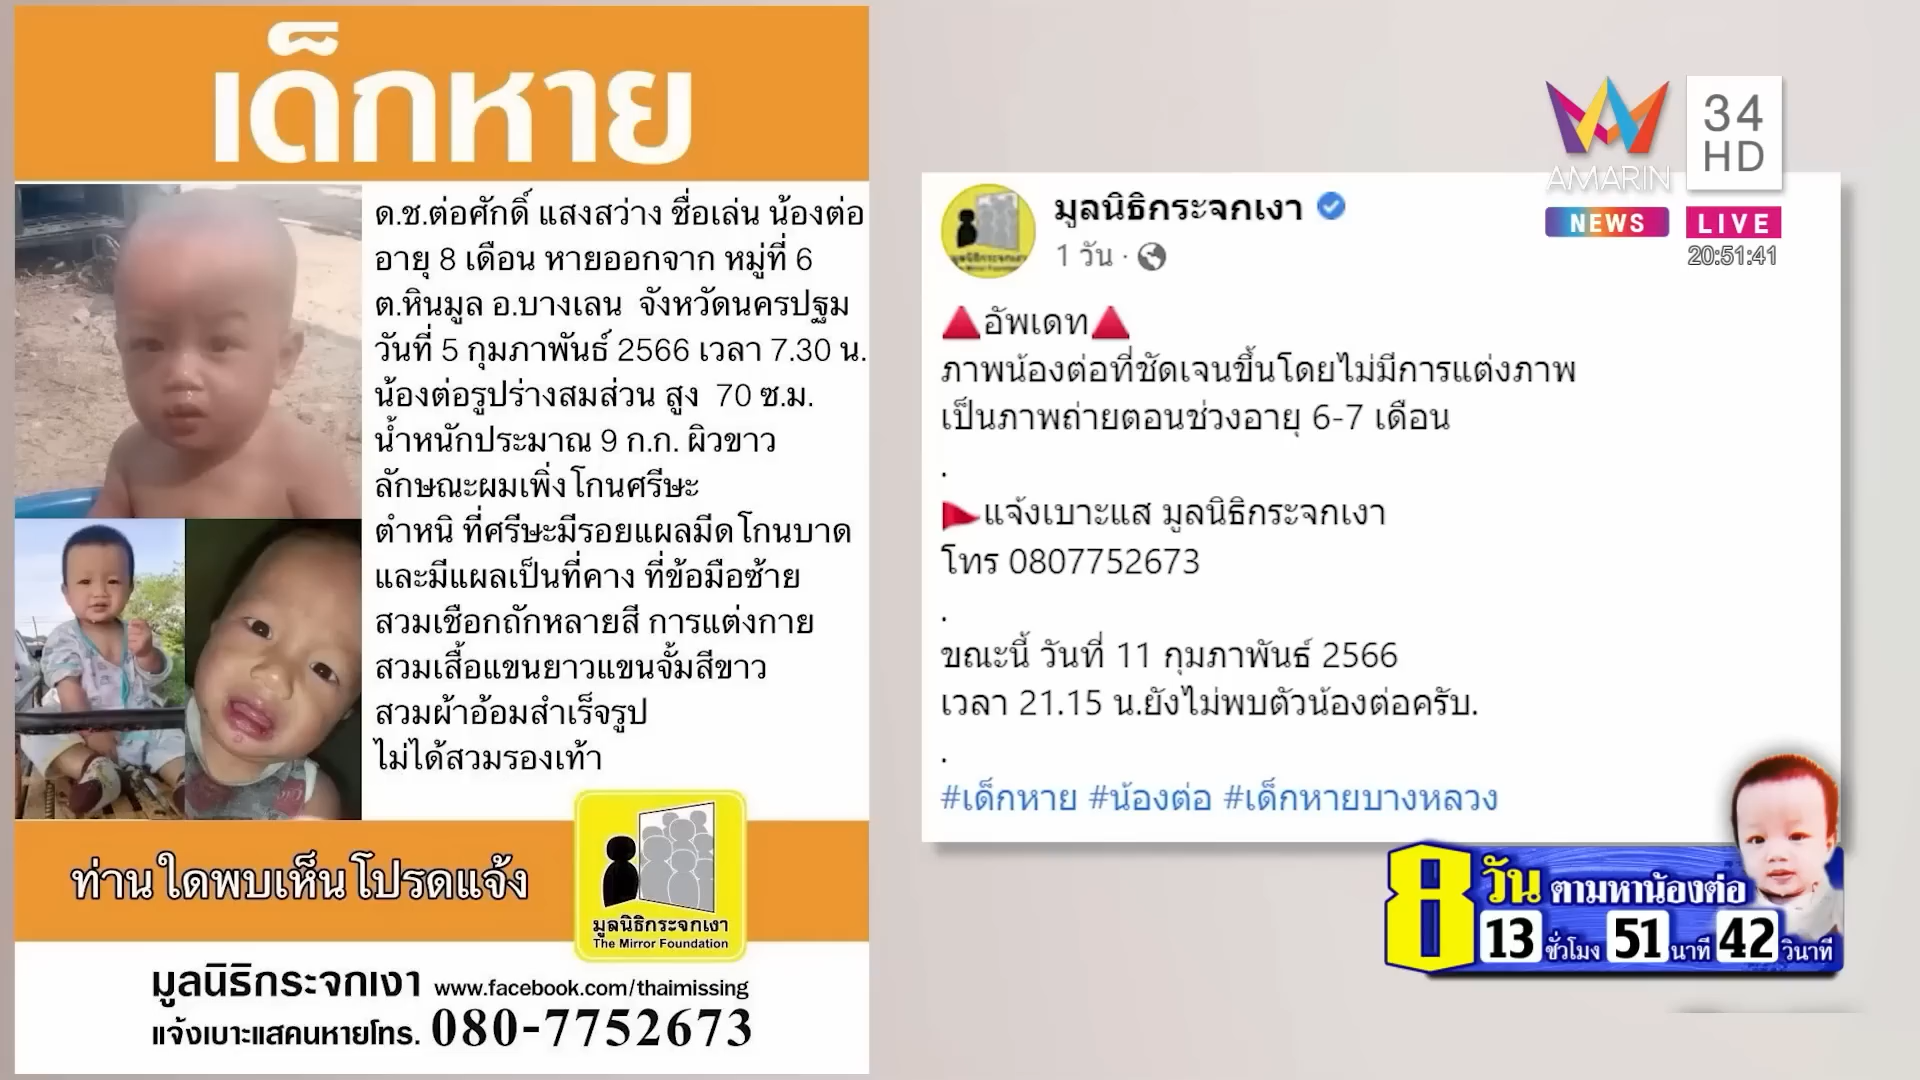 เด็กหาย
ด.ช.ต่อศักดิ์ แสงสว่าง ชื่อเล่น น้องต่อ
อายุ 8 เดือน หายออกจาก หมู่ที่ 6
ต.หินมูล อ.บางเลน จังหวัดนครปฐม
วันที่ 5 กุมภาพันธ์ 2566 เวลา 7.30 น.
น้องต่อรูปร่างสมส่วน สูง 70 ซ.ม.
น้ำหนักประมาณ 9 ก.ก. ผิวขาว
ลักษณะผมเพิ่งโกนศรีษะ
ตำหนิ ที่ศรีษะมีรอยแผลมีดโกนบาด
และมีแผลเป็นที่คาง ที่ข้อมือซ้าย
สวมเชือกถักหลายสี การแต่งกาย
สวมเสื้อแขนยาวแขนจั้มสีขาว
สวมผ้าอ้อมสำเร็จรูป
ไม่ได้สวมรองเท้า
ท่านใดพบเห็นโปรดแจ้ง
มูลนิธิกระจกเงา
The Mirror Foundation
มูลนิธิกระจกเงา www.facebook.com/thaimissing
แจ้งเบาะแสคนหายโทร. 080-7752673
มูลนิธิกระจกเงา
1 วัน ·
มูลนิธิกระจกเงา
The Mirror Foundation
🔺อัพเดท🔺
ภาพน้องต่อที่ชัดเจนขึ้นโดยไม่มีการแต่งภาพ
เป็นภาพถ่ายตอนช่วงอายุ 6-7 เดือน
.
แจ้งเบาะแส มูลนิธิกระจกเงา
โทร 0807752673
.
ขณะนี้ วันที่ 11 กุมภาพันธ์ 2566
เวลา 21.15 น.ยังไม่พบตัวน้องต่อครับ.
.
#เด็กหาย #น้องต่อ #เด็กหายบางหลวง
AMARIN
34
HD
NEWS
LIVE
20:51:41
8 วัน ตามหาน้องต่อ
13 ชั่วโมง 51 นาที 42 วินาที